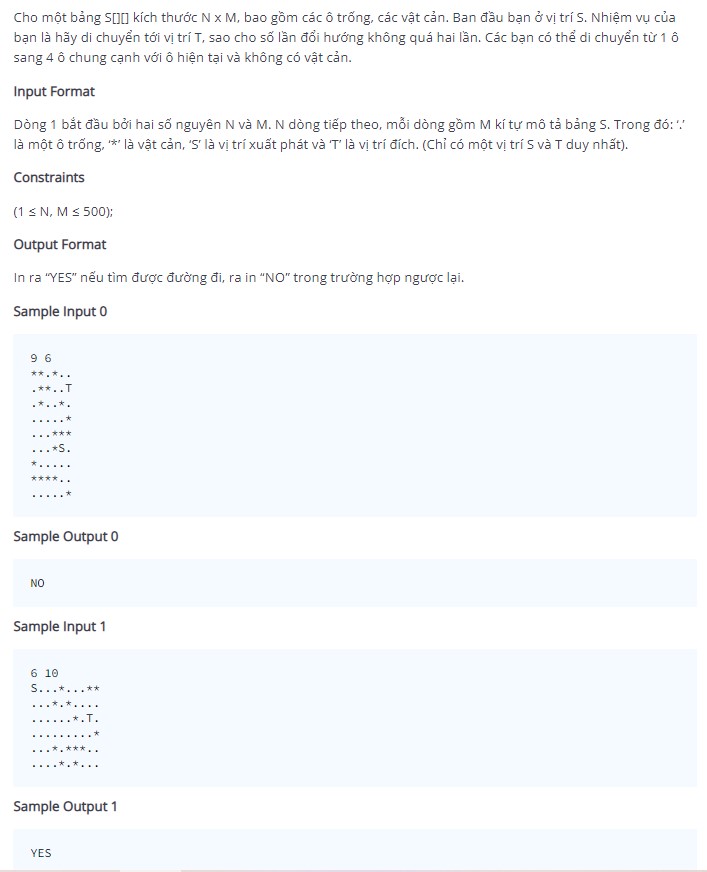 Cho một bảng S[][] kích thước N x M, bao gồm các ô trống, các vật cản. Ban đầu bạn ở vị trí S. Nhiệm vụ của
bạn là hãy di chuyển tới vị trí T, sao cho số lần đổi hướng không quá hai lần. Các bạn có thể di chuyển từ 1 ô
sang 4 ô chung cạnh với ô hiện tại và không có vật cản.
Input Format
Dòng 1 bắt đầu bởi hai số nguyên N và M. N dòng tiếp theo, mỗi dòng gồm M kí tự mô tả bảng S. Trong đó: ‘.’
là một ô trống, ‘*’ là vật cản, ‘S’ là vị trí xuất phát và ‘T’ là vị trí đích. (Chỉ có một vị trí S và T duy nhất).
Constraints
(1 ≤ N, M ≤ 500);
Output Format
In ra “YES” nếu tìm được đường đi, ra in “NO” trong trường hợp ngược lại.
Sample Input 0
9 6
**.*..
.**..T
.*..*.
.....*
...***
...*S.
*.....
****..
.....*
Sample Output 0
NO
Sample Input 1
6 10
S...*...**
...*.*....
......*.T.
.........*
...*.***..
....*.*...
Sample Output 1
YES